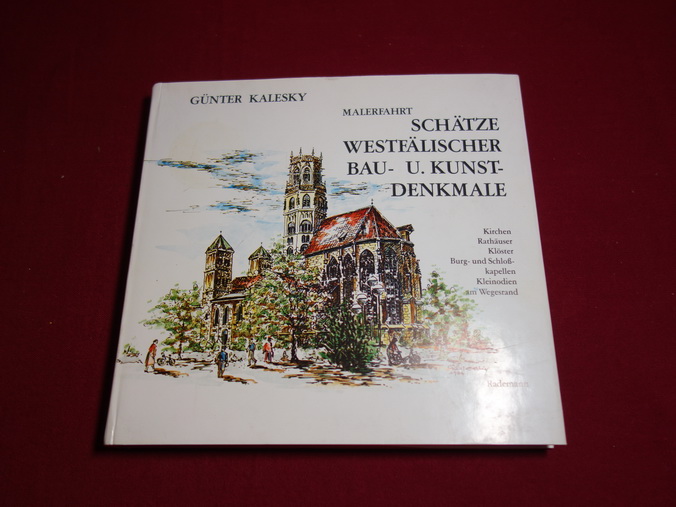 GÜNTER KALESKY
MALERFAHRT
SCHÄTZE
WESTFÄLISCHER
BAU- U. KUNST-
DENKMALE
Kirchen
Rathäuser
Klöster
Burg- und Schloß-
kapellen
Kleinodien
am Wegesrand
Rademann